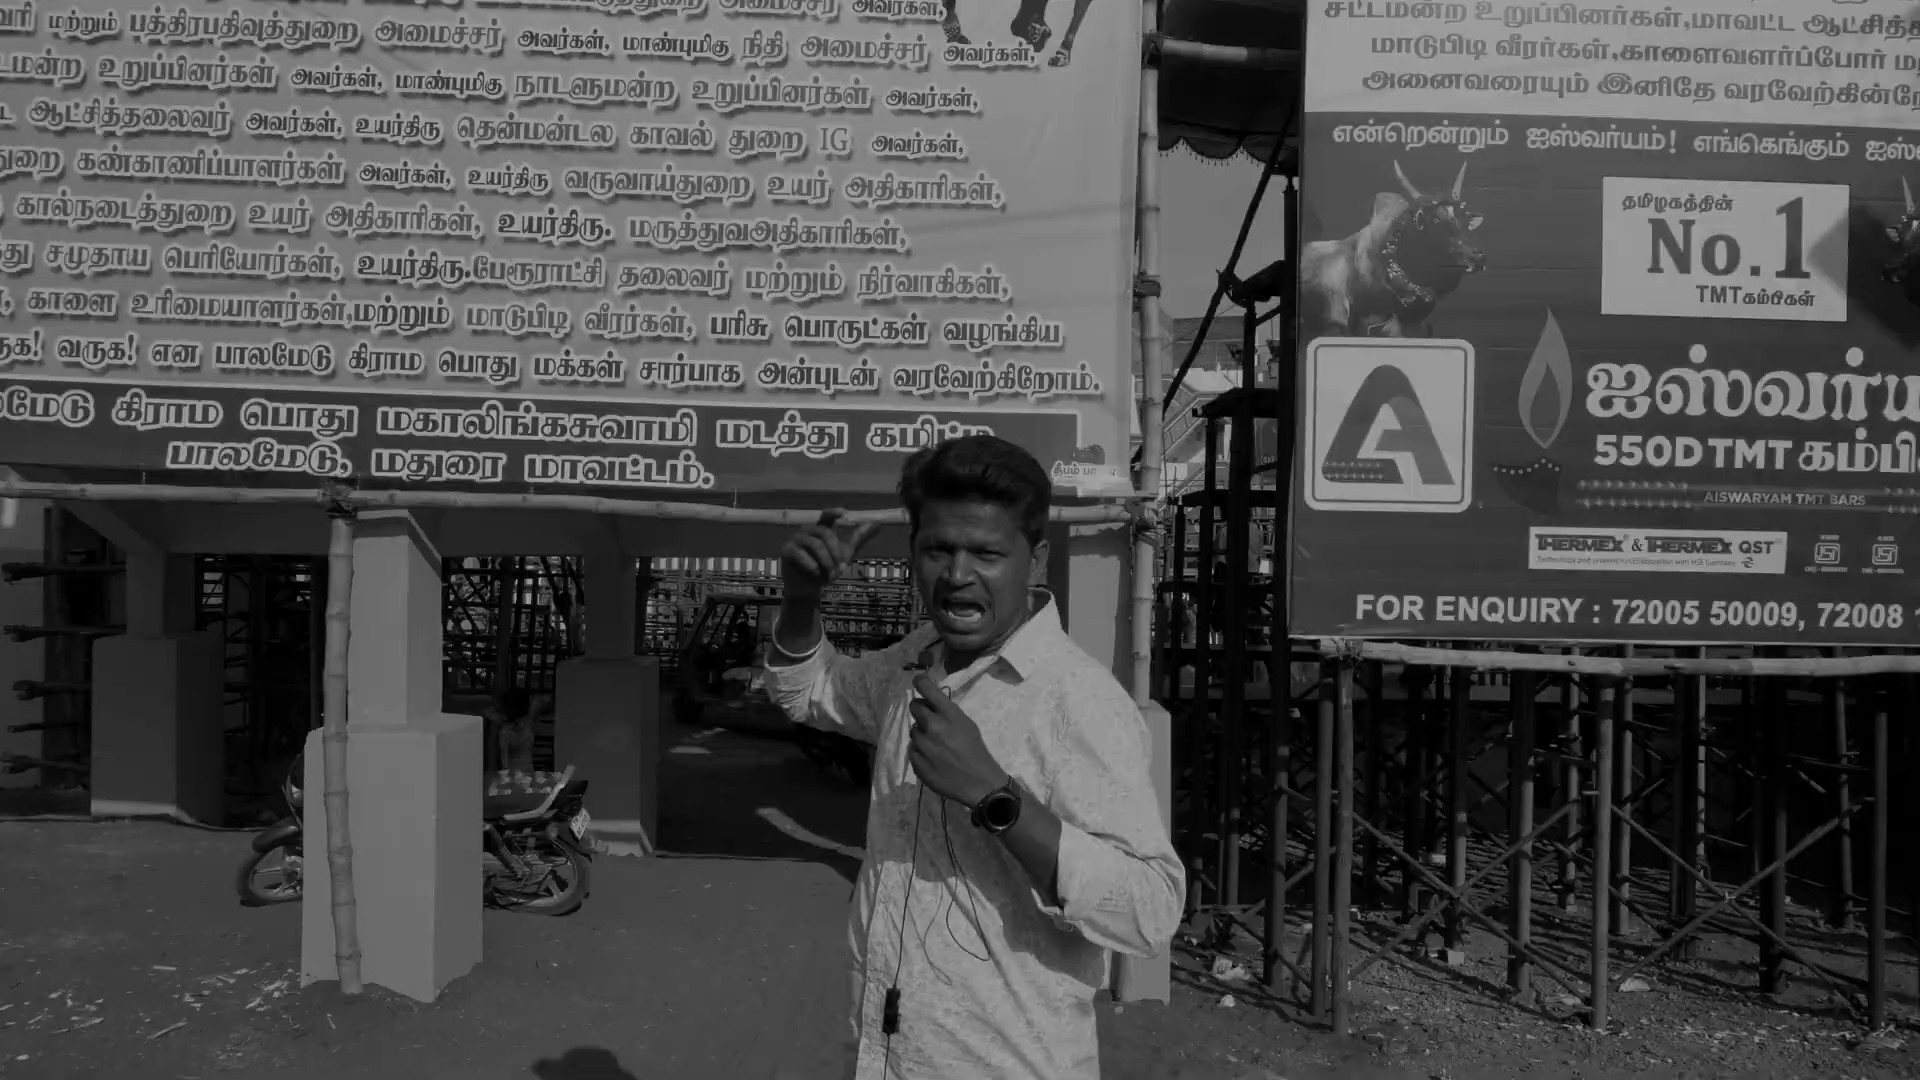 மற்றும் பத்திரபதிவுத்துறை அமைச்சர் அவர்கள், மாண்புமிகு நிதி அமைச்சர் அவர்கள்,
உறுப்பினர்கள் அவர்கள், மாண்புமிகு நாடளுமன்ற உறுப்பினர்கள் அவர்கள்,
ஆட்சித்தலைவர் அவர்கள், உயர்திரு தென்மன்டல காவல் துறை IG அவர்கள்,
கண்காணிப்பாளர்கள் அவர்கள், உயர்திரு வருவாய்துறை உயர் அதிகாரிகள்,
கால்நடைத்துறை உயர் அதிகாரிகள், உயர்திரு. மருத்துவஅதிகாரிகள்,
சமுதாய பெரியோர்கள், உயர்திரு.பேரூராட்சி தலைவர் மற்றும் நிர்வாகிகள்,
காளை உரிமையாளர்கள்,மற்றும் மாடுபிடி வீரர்கள், பரிசு பொருட்கள் வழங்கிய
வருக! என பாலமேடு கிராம பொது மக்கள் சார்பாக அன்புடன் வரவேற்கிறோம்.
கிராம பொது மகாலிங்கசுவாமி மடத்து கமிட்டி
பாலமேடு, மதுரை மாவட்டம்.
தீபம்
சட்டமன்ற உறுப்பினர்கள்,மாவட்ட
மாடுபிடி வீரர்கள்,காளைவளர்ப்போர்
அனைவரையும் இனிதே
என்றென்றும் ஐஸ்வர்யம்! எங்கெங்கும்
தமிழகத்தின்
No.1
TMT கம்பிகள்
550D TMT
AISWARYAM TMT BARS
THERMEX & THERMEX QST
FOR ENQUIRY : 72005 50009, 72008